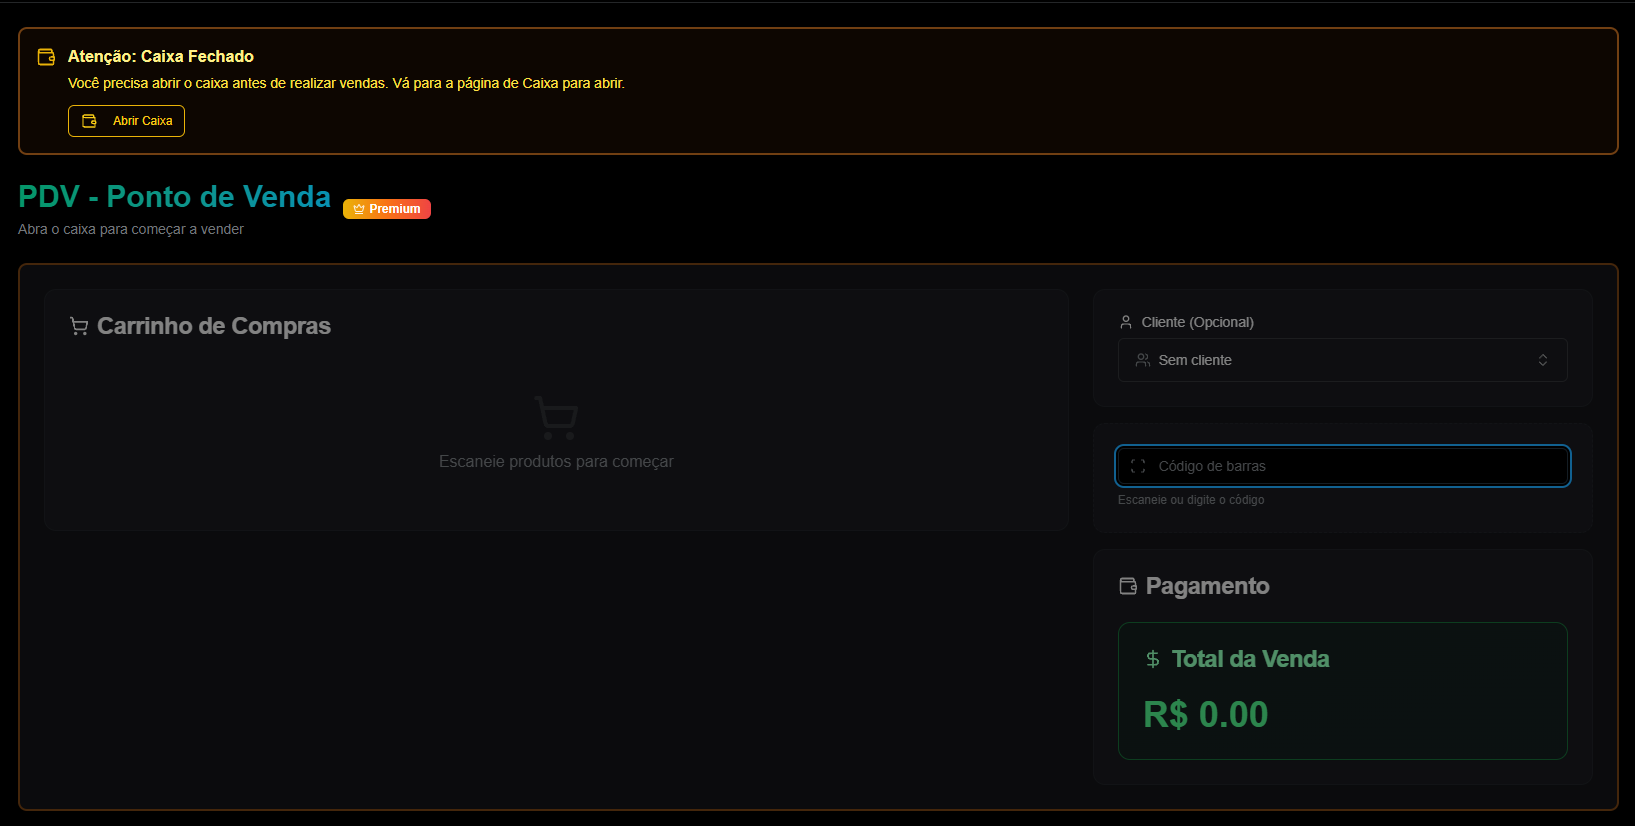 Atenção: Caixa Fechado
Você precisa abrir o caixa antes de realizar vendas. Vá para a página de Caixa para abrir.
Abrir Caixa
PDV - Ponto de Venda
Premium
Abra o caixa para começar a vender
Carrinho de Compras
Escaneie produtos para começar
Cliente (Opcional)
Sem cliente
Código de barras
Escaneie ou digite o código
Pagamento
$ Total da Venda
R$ 0.00